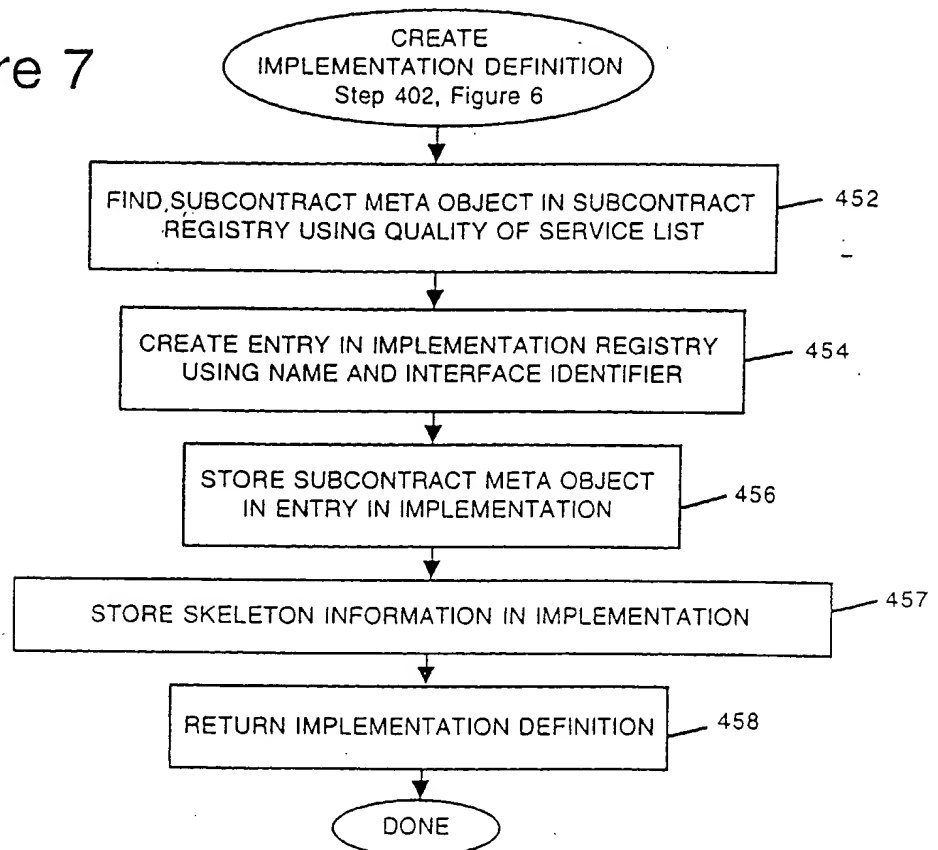 re 7
CREATE
IMPLEMENTATION DEFINITION
Step 402, Figure 6
FIND SUBCONTRACT META OBJECT IN SUBCONTRACT
REGISTRY USING QUALITY OF SERVICE LIST
452
CREATE ENTRY IN IMPLEMENTATION REGISTRY
USING NAME AND INTERFACE IDENTIFIER
454
STORE SUBCONTRACT META OBJECT
IN ENTRY IN IMPLEMENTATION
456
STORE SKELETON INFORMATION IN IMPLEMENTATION
457
RETURN IMPLEMENTATION DEFINITION
458
DONE